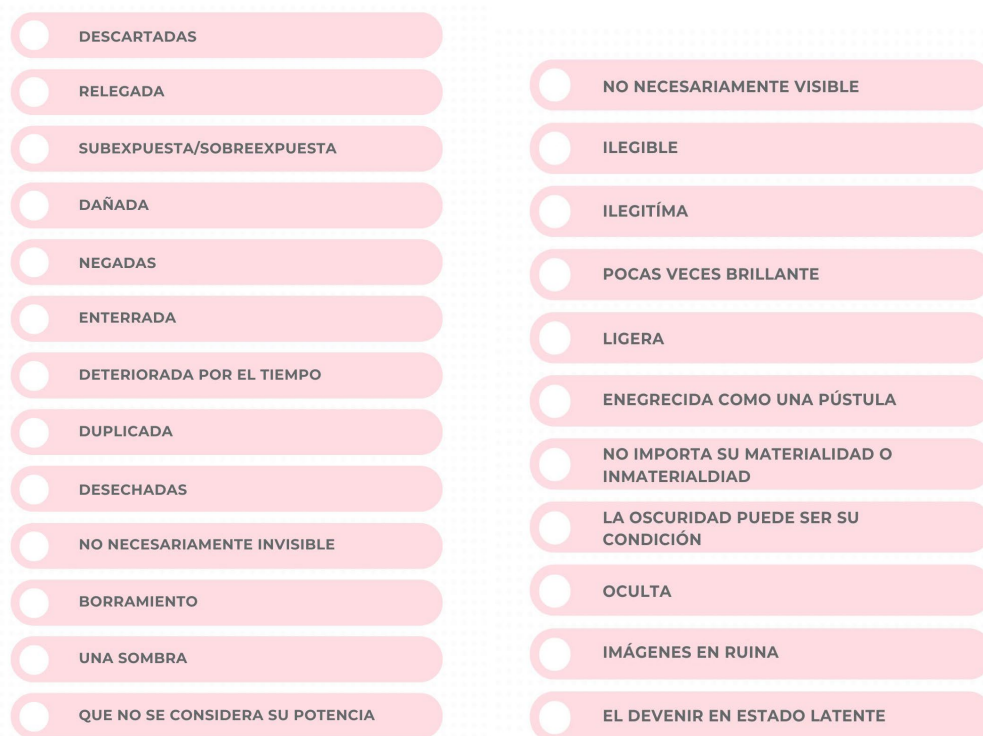 DESCARTADAS
RELEGADA
SUBEXPUESTA/SOBREEXPUESTA
DAÑADA
NEGADAS
ENTERRADA
DETERIORADA POR EL TIEMPO
DUPLICADA
DESECHADAS
NO NECESARIAMENTE INVISIBLE
BORRAMIENTO
UNA SOMBRA
QUE NO SE CONSIDERA SU POTENCIA
NO NECESARIAMENTE VISIBLE
ILEGIBLE
ILEGITÍMA
POCAS VECES BRILLANTE
LIGERA
ENEGRECIDA COMO UNA PÚSTULA
NO IMPORTA SU MATERIALIDAD O
INMATERIALDIAD
LA OSCURIDAD PUEDE SER SU
CONDICIÓN
OCULTA
IMÁGENES EN RUINA
EL DEVENIR EN ESTADO LATENTE